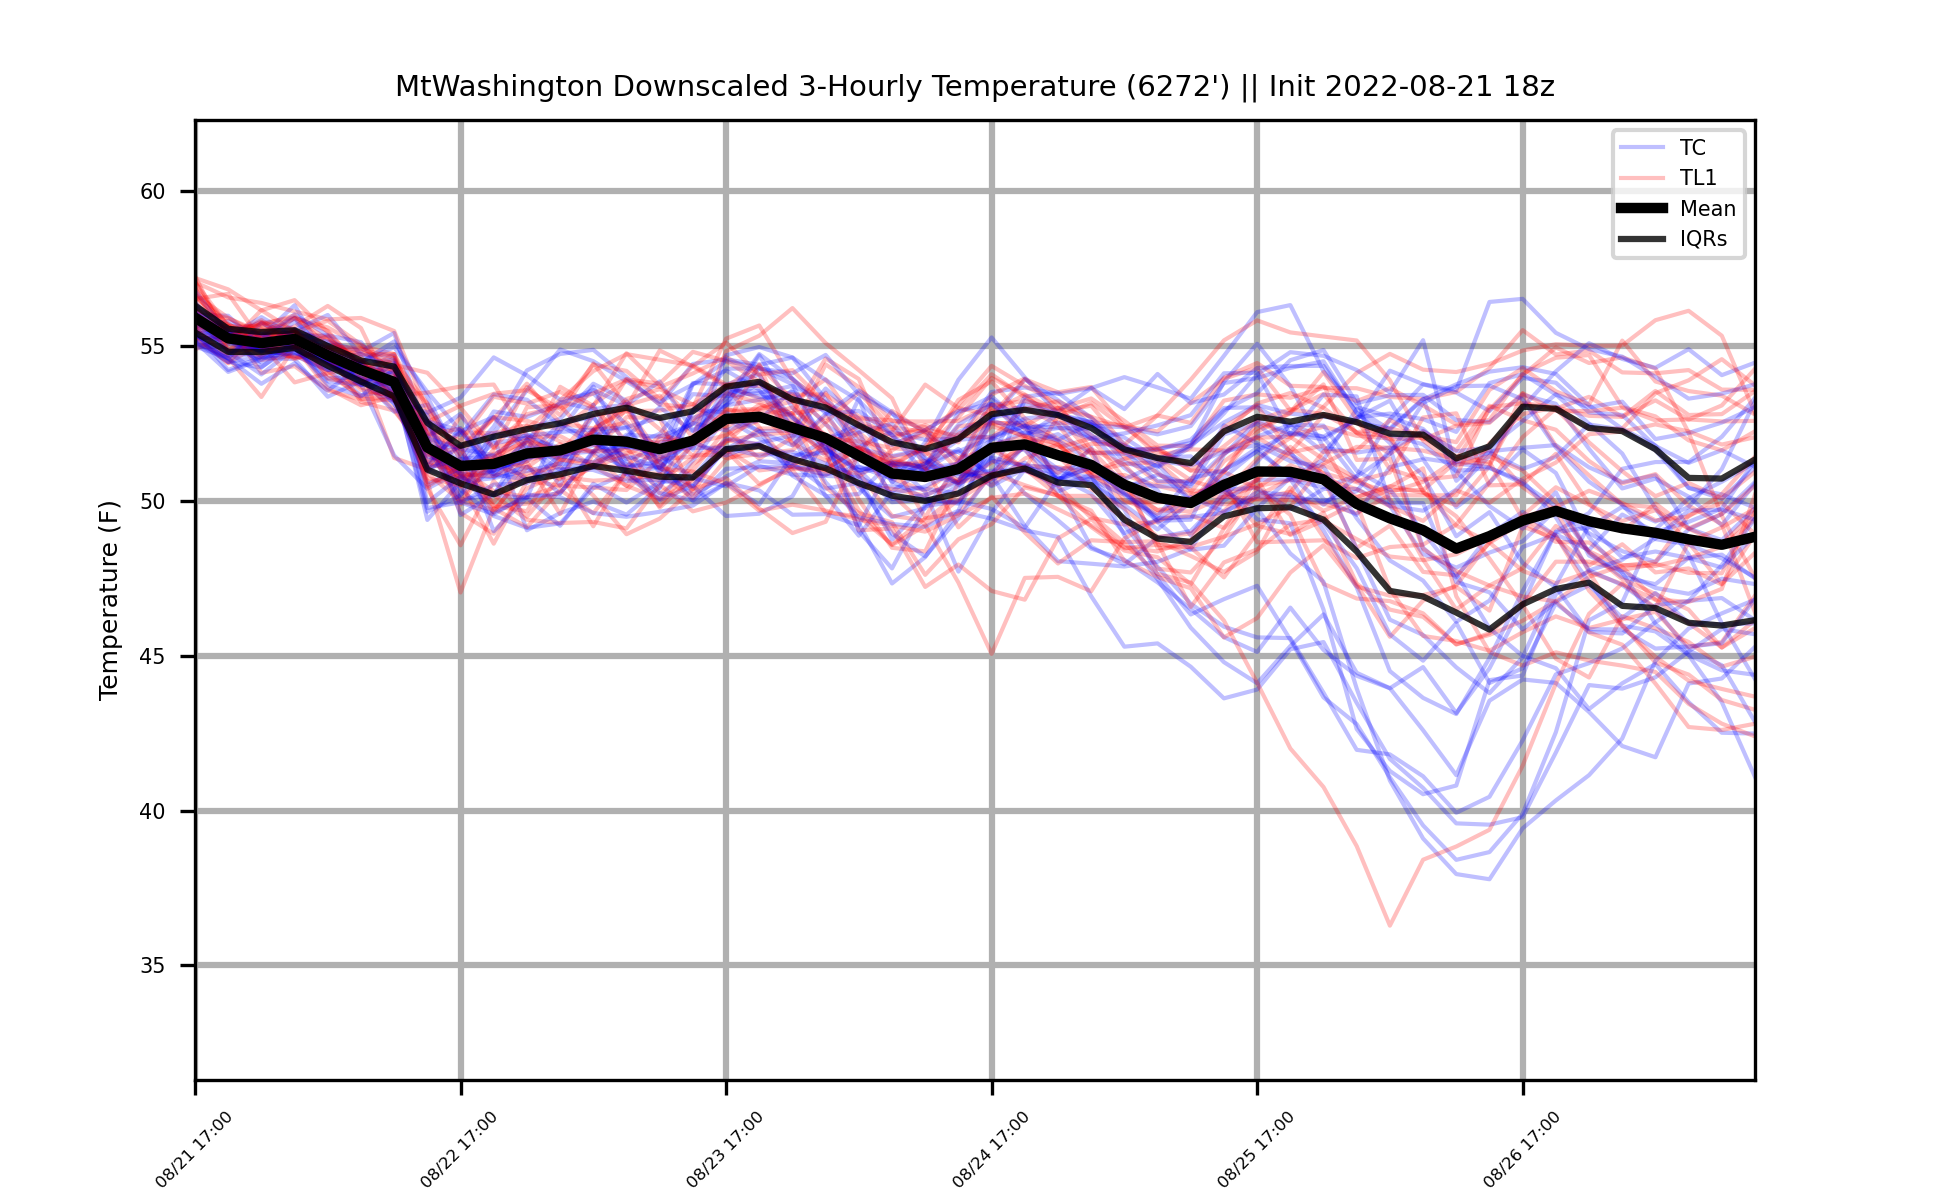 MtWashington Downscaled 3-Hourly Temperature (6272') || Init 2022-08-21 18z
TC
TL1
Mean
IQRs
Temperature (F)
60
55
50
45
40
35
08/21 17:00
08/22 17:00
08/23 17:00
08/24 17:00
08/25 17:00
08/26 17:00